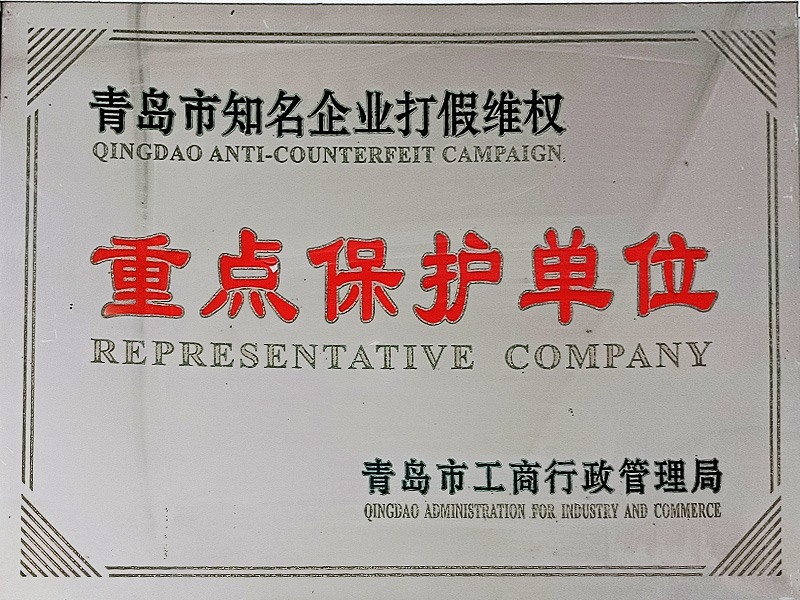 青岛市知名企业打假维权
QINGDAO ANTI-COUNTERFEIT CAMPAIGN
重点保护单位
REPRESENTATIVE COMPANY
青岛市工商行政管理局
QINGDAO ADMINISTRATION FOR INDUSTRY AND COMMERCE